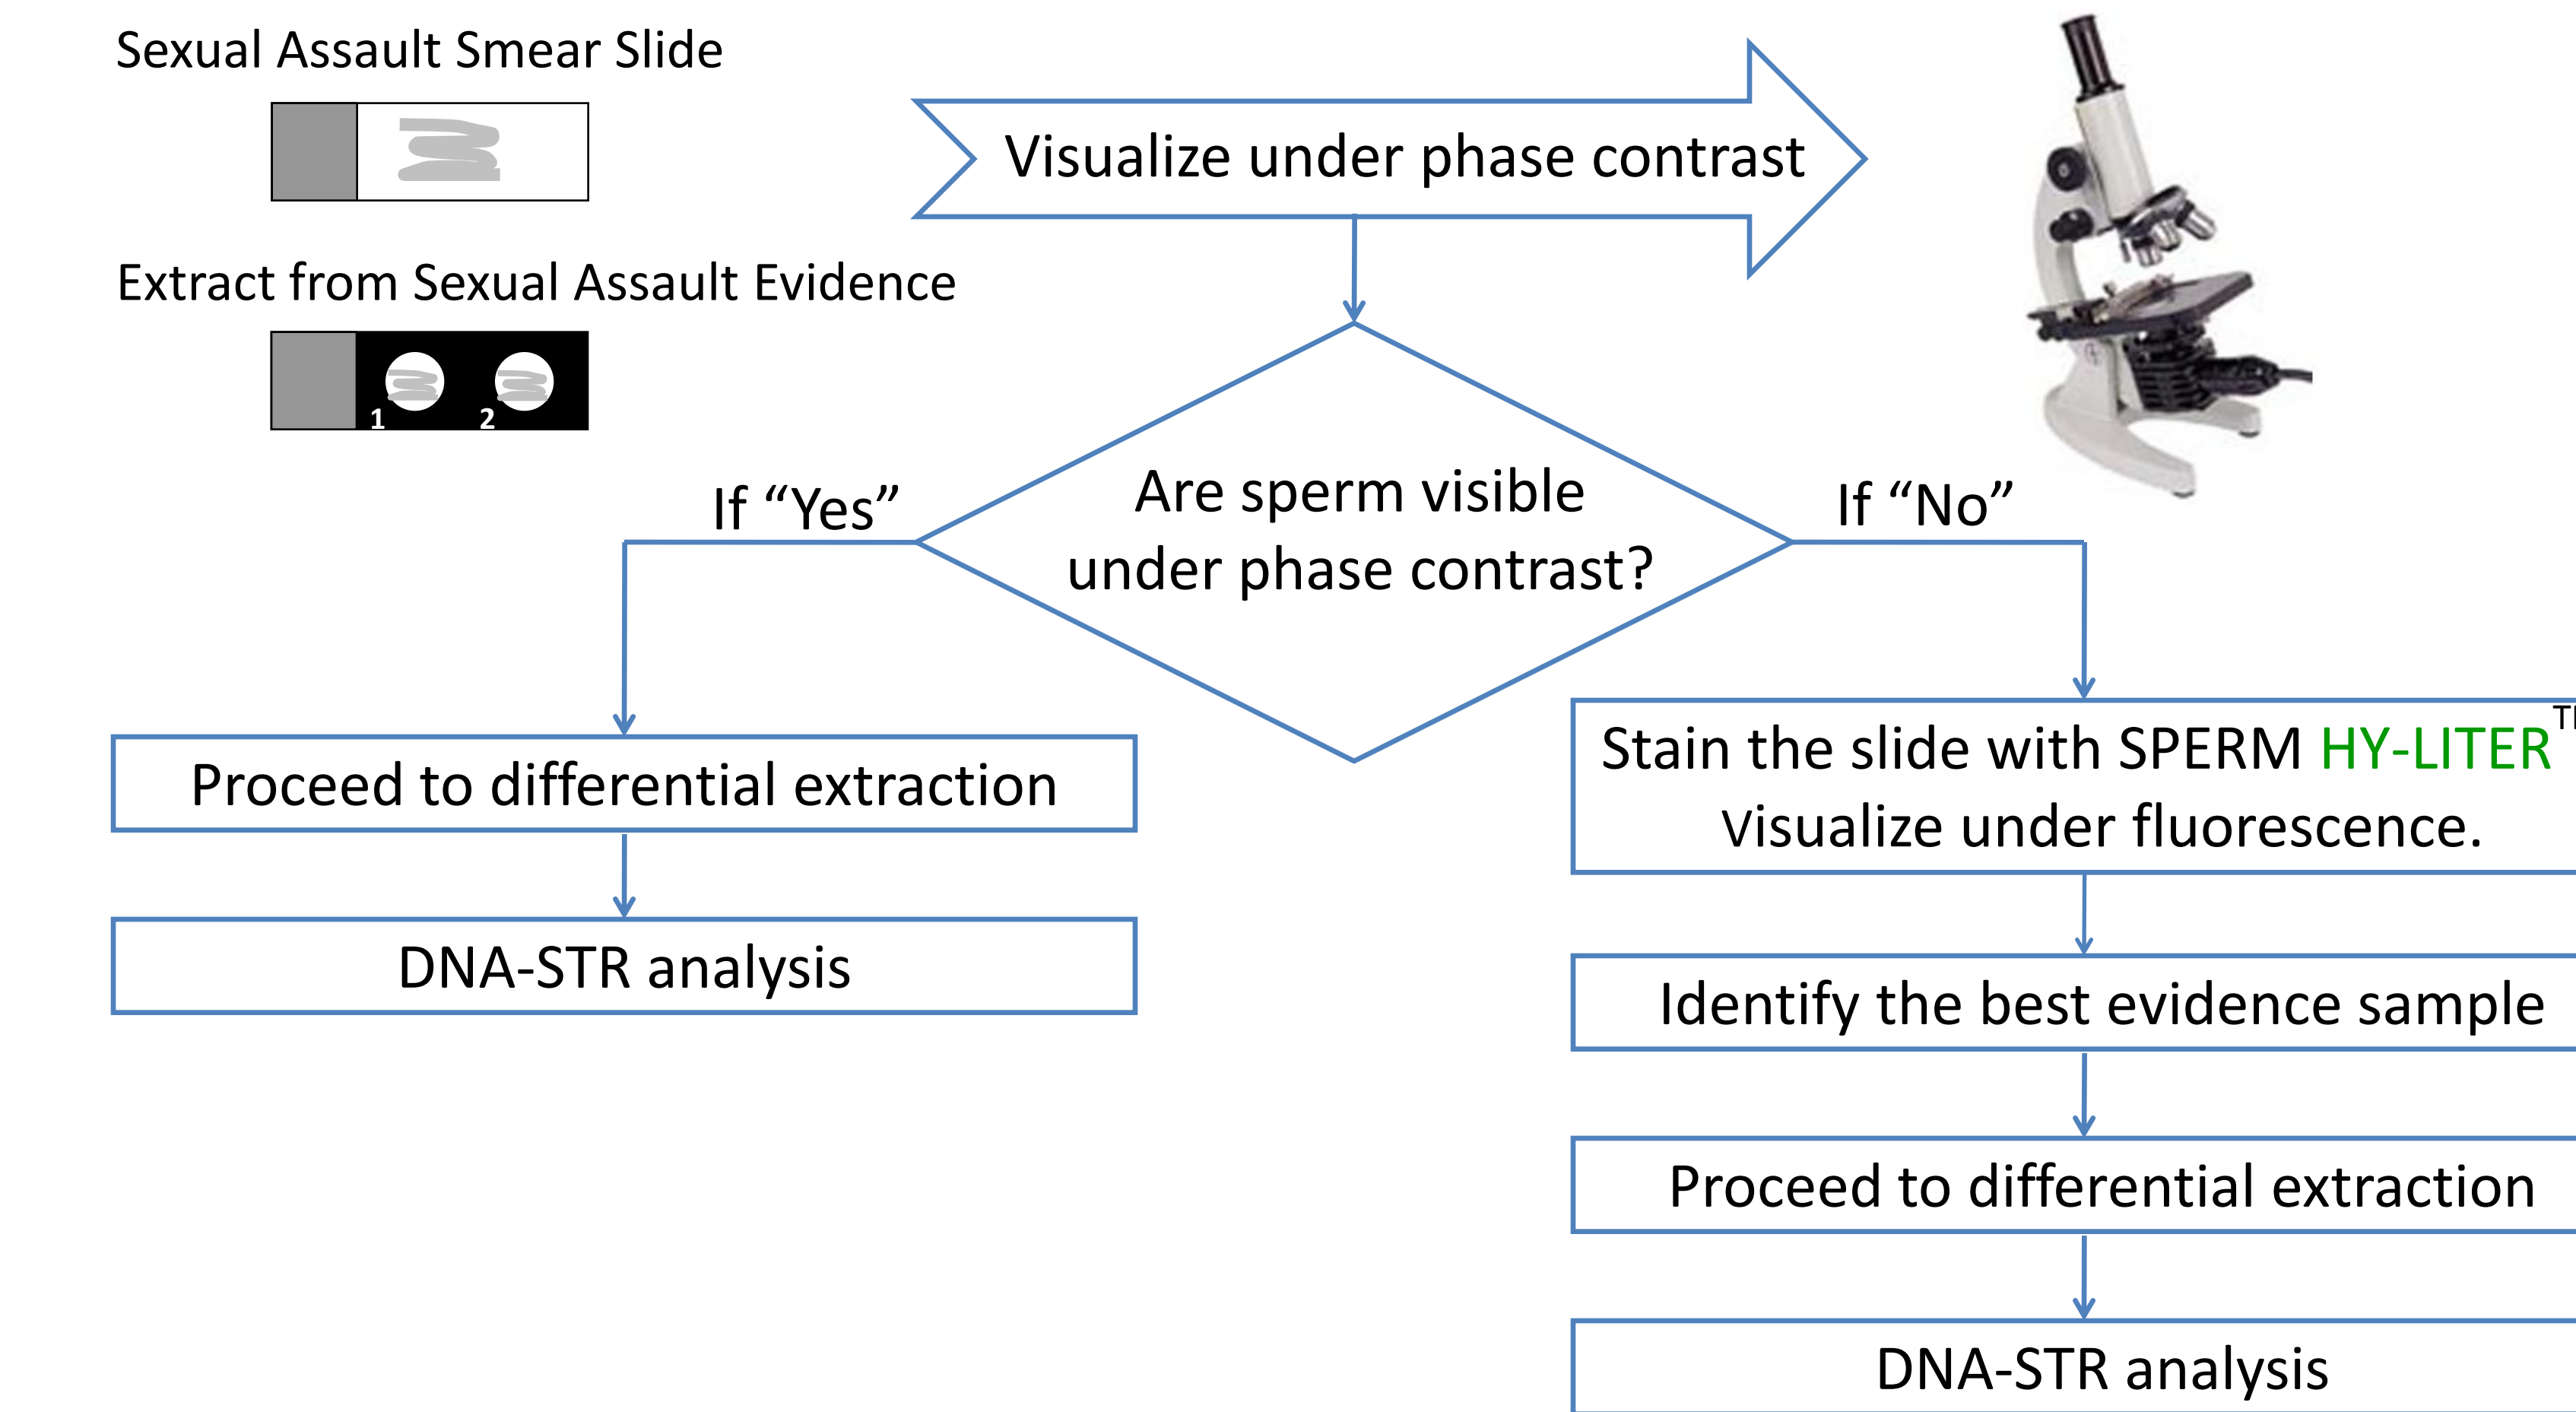 Sexual Assault Smear Slide
Visualize under phase contrast
Extract from Sexual Assault Evidence
1 2
Are sperm visible
under phase contrast?
If “Yes”
If “No”
Proceed to differential extraction
DNA-STR analysis
Stain the slide with SPERM HY-LITER
Visualize under fluorescence.
Identify the best evidence sample
Proceed to differential extraction
DNA-STR analysis